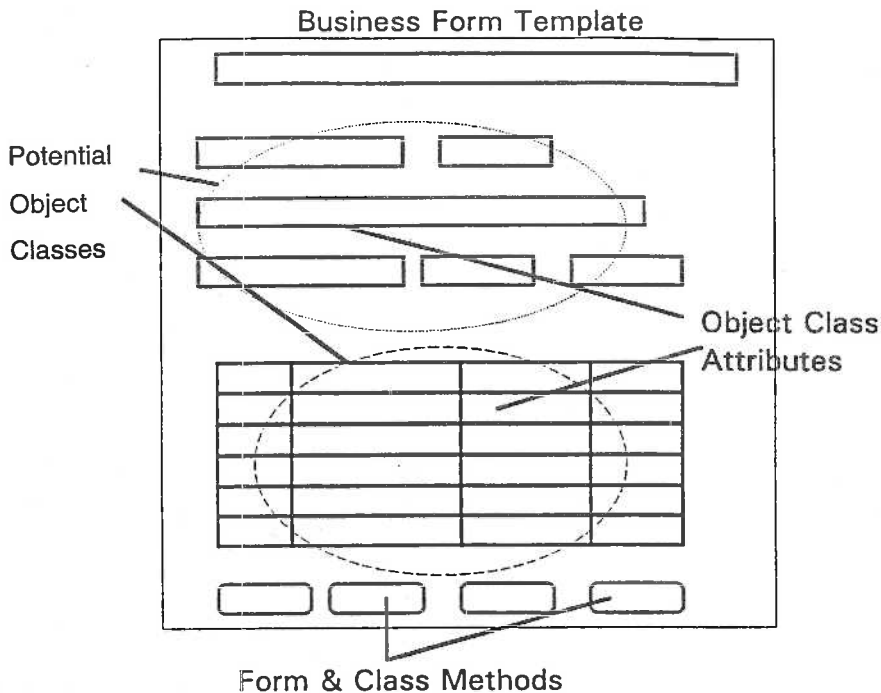 Business Form Template
Potential
Object
Classes
Object Class
Attributes
Form & Class Methods